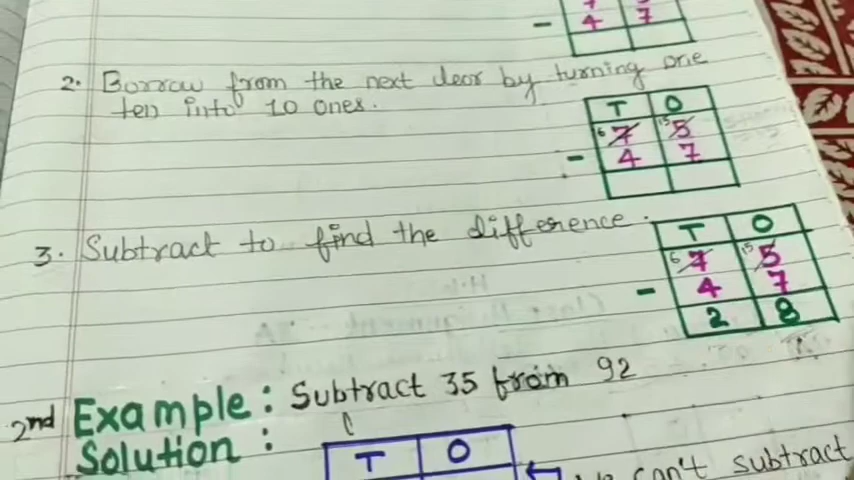 - 4 7
2. Borrow from the next door by turning one
ten into 10 ones.
T O
6 7 15 5
- 4 7
3. Subtract to find the difference.
T O
6 7 15 5
- 4 7
2 8
2nd Example: Subtract 35 from 92
Solution:
T O
can't subtract